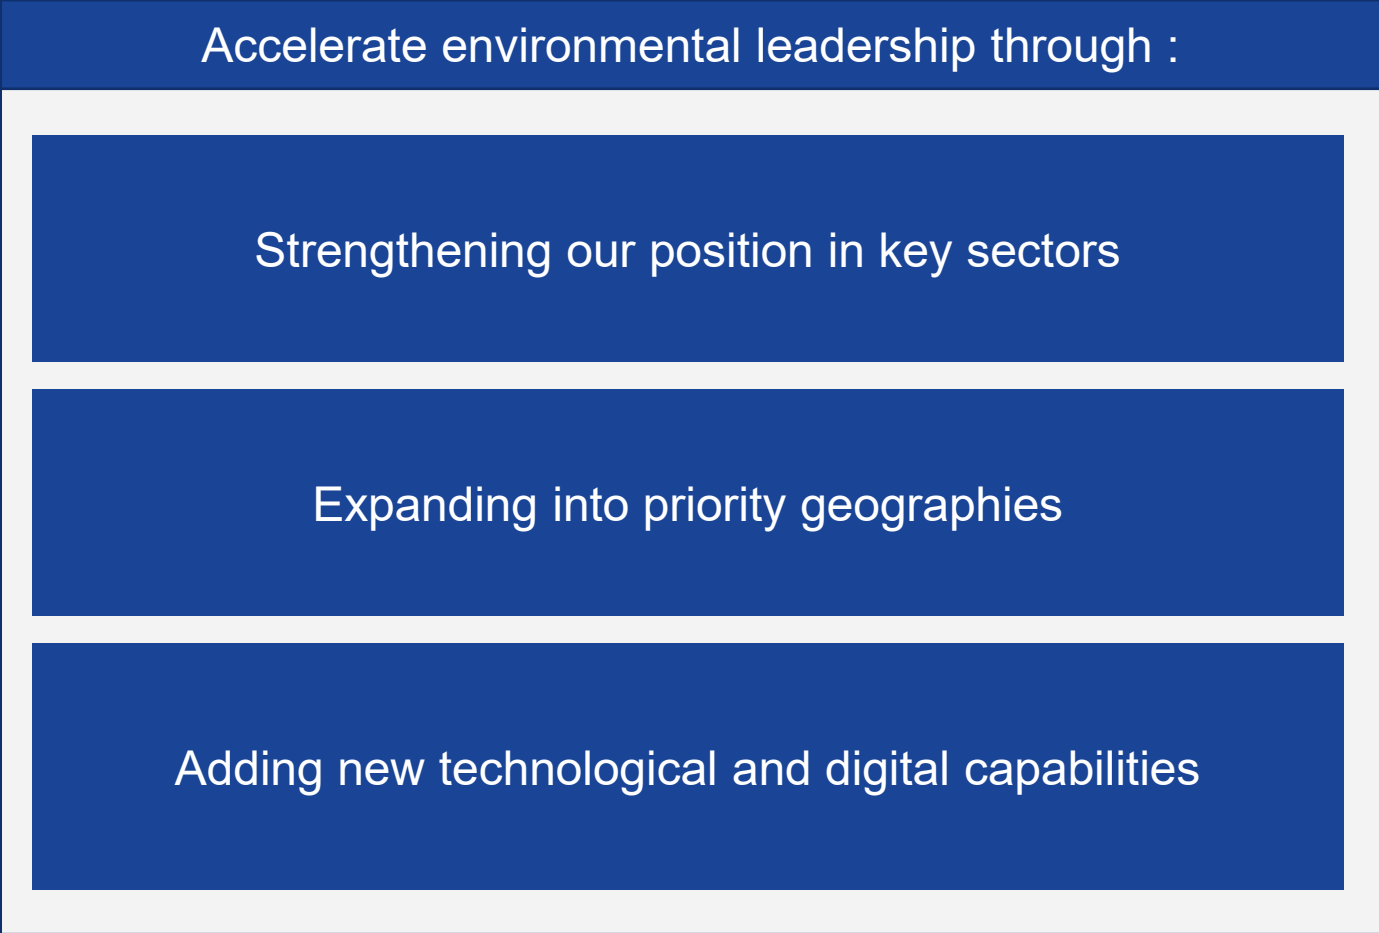 Accelerate environmental leadership through :
Strengthening our position in key sectors
Expanding into priority geographies
Adding new technological and digital capabilities